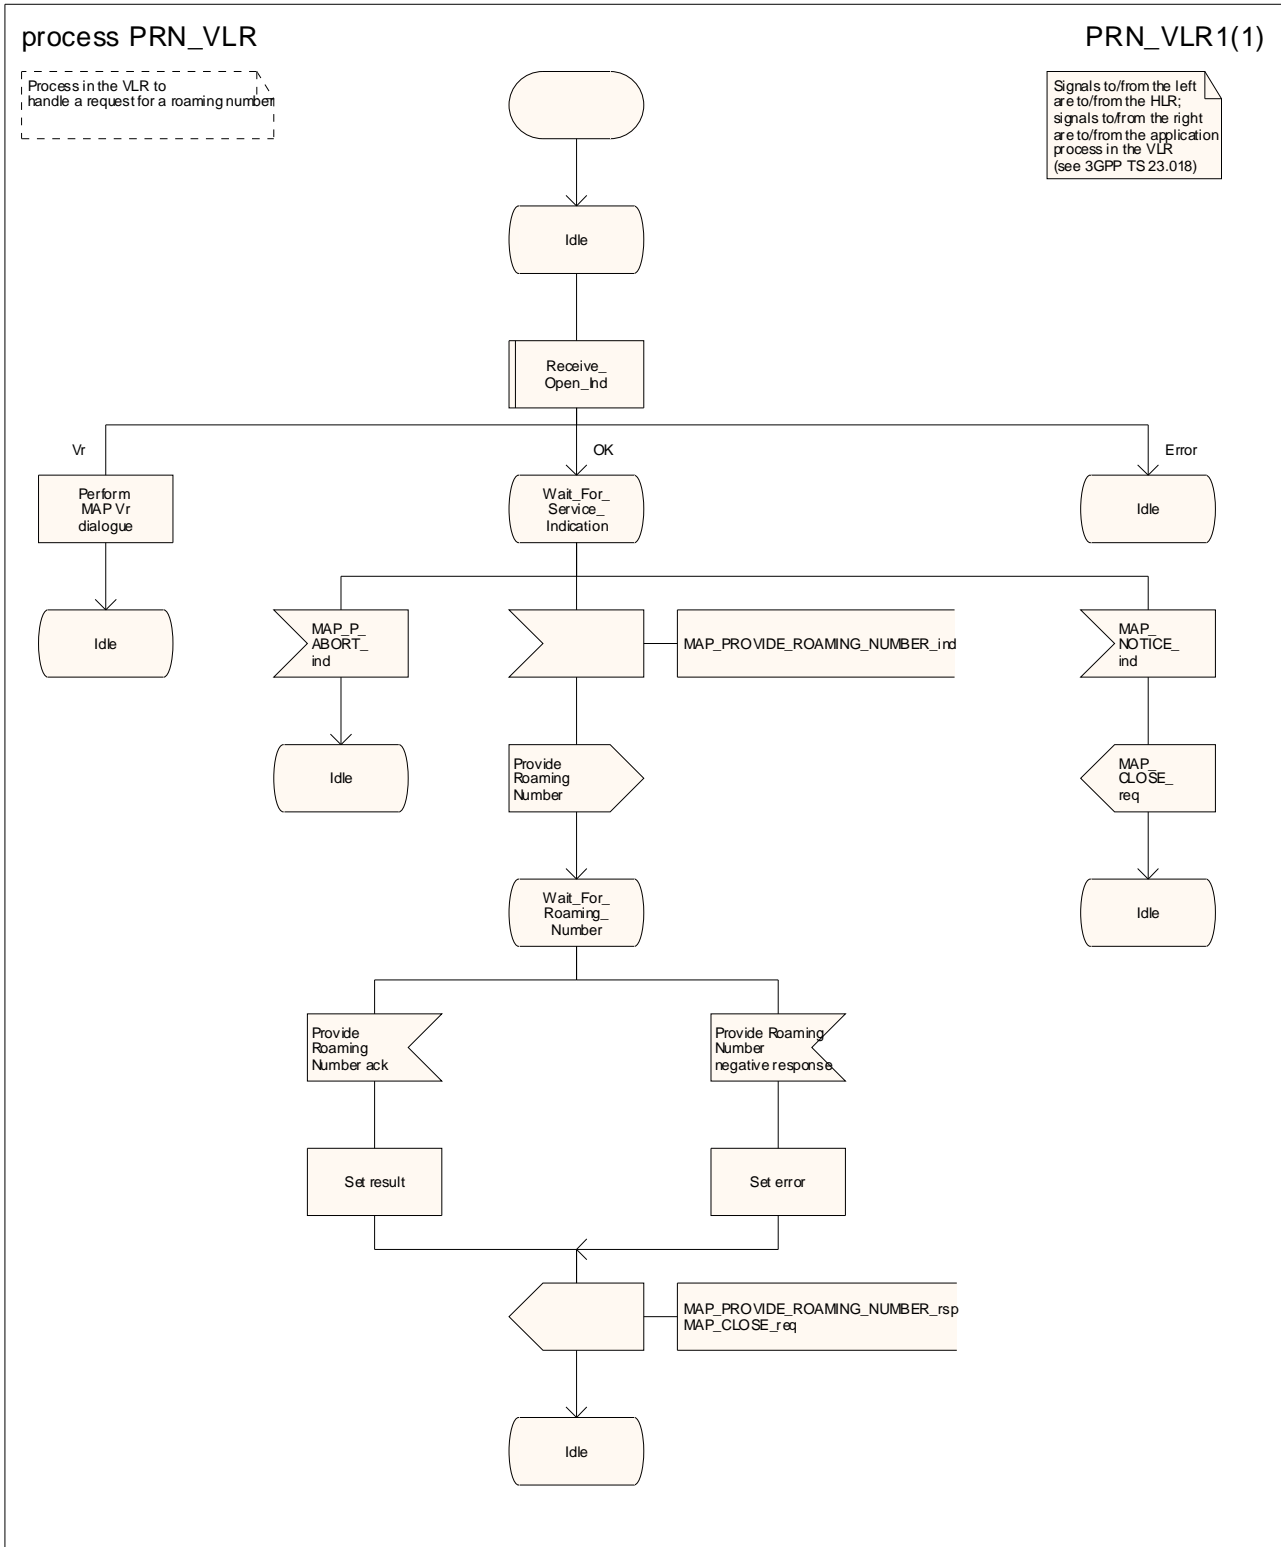 process PRN_VLR
PRN_VLR1(1)
Process in the VLR to
handle a request for a roaming number
Signals to/from the left
are to/from the HLR;
signals to/from the right
are to/from the application
process in the VLR
(see 3GPP TS 23.018)
Idle
Receive_
Open_Ind
Vr
OK
Error
Perform
MAP Vr
dialogue
Wait_For_
Service_
Indication
Idle
Idle
MAP_P_
ABORT_
ind
MAP_PROVIDE_ROAMING_NUMBER_ind
MAP_
NOTICE_
ind
Idle
Provide
Roaming
Number
MAP_
CLOSE_
req
Wait_For_
Roaming_
Number
Idle
Provide
Roaming
Number ack
Provide Roaming
Number
negative response
Set result
Set error
MAP_PROVIDE_ROAMING_NUMBER_rsp
MAP_CLOSE_req
Idle